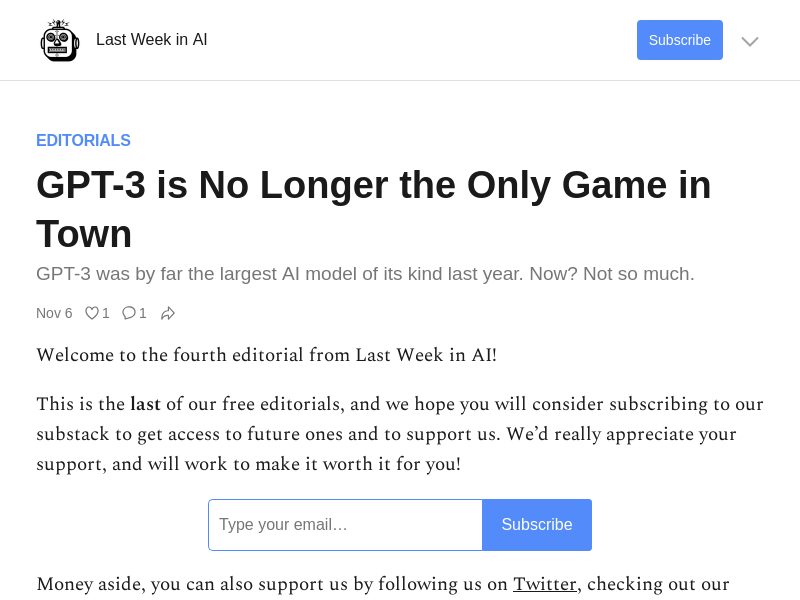 Last Week in AI
Subscribe
EDITORIALS
GPT-3 is No Longer the Only Game in
Town
GPT-3 was by far the largest AI model of its kind last year. Now? Not so much.
Nov 6 1 1
Welcome to the fourth editorial from Last Week in AI!
This is the last of our free editorials, and we hope you will consider subscribing to our
substack to get access to future ones and to support us. We’d really appreciate your
support, and will work to make it worth it for you!
Type your email…
Subscribe
Money aside, you can also support us by following us on Twitter, checking out our